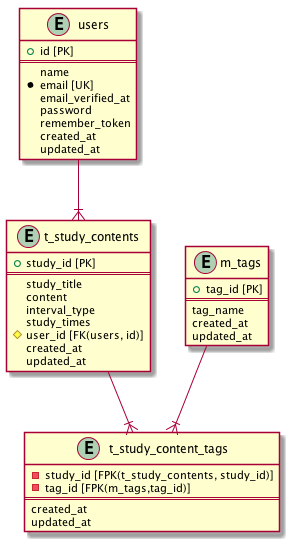 E users
id [PK]
name
email [UK]
email_verified_at
password
remember_token
created_at
updated_at
E t_study_contents
study_id [PK]
study_title
content
interval_type
study_times
user_id [FK(users, id)]
created_at
updated_at
E m_tags
tag_id [PK]
tag_name
created_at
updated_at
E t_study_content_tags
study_id [FPK(t_study_contents, study_id)]
tag_id [FPK(m_tags,tag_id)]
created_at
updated_at